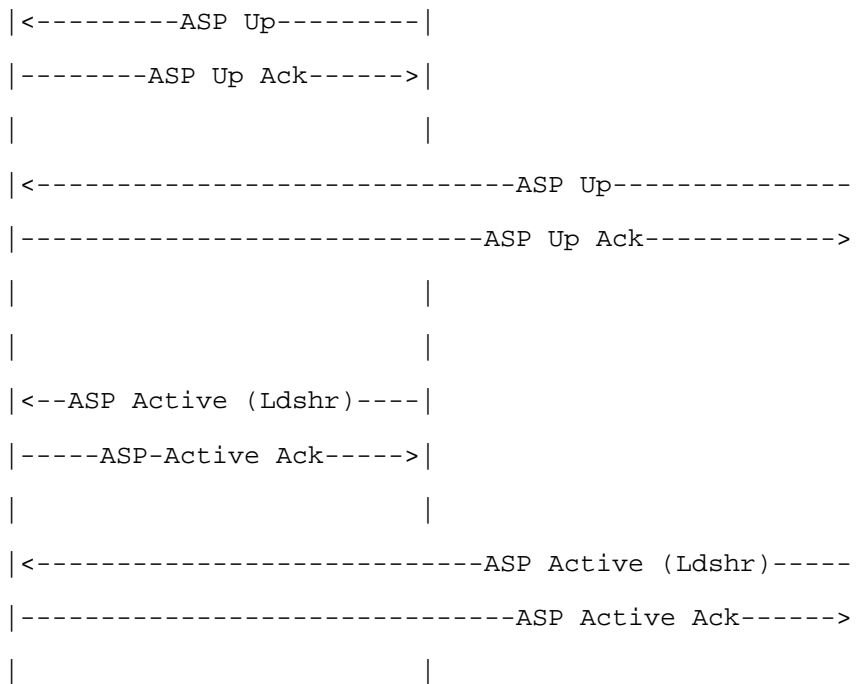 |<---------ASP Up---------|
|--------ASP Up Ack------>|
|                         |
|<------------------------------ASP Up---------------
|-----------------------------ASP Up Ack------------>
|                         |
|                         |
|<--ASP Active (Ldshr)----|
|-----ASP-Active Ack----->|
|                         |
|<----------------------------ASP Active (Ldshr)-----
|-------------------------------ASP Active Ack------>
|                         |